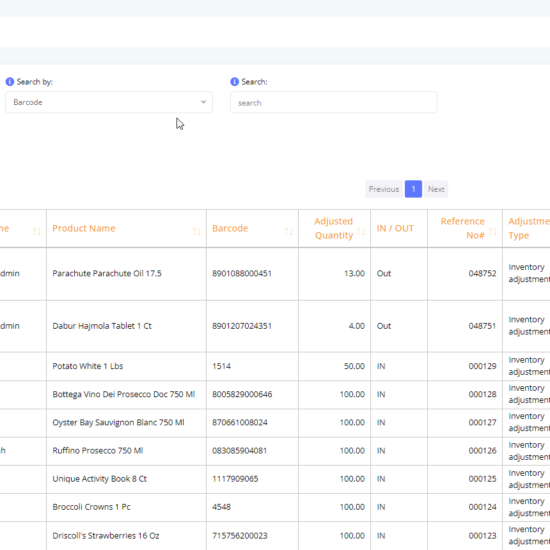 Search by:
Search:
Barcode
search
Previous 1 Next
me Product Name Barcode Adjusted Quantity IN / OUT Reference No# Adjustme Type
dmin Parachute Parachute Oil 17.5 8901088000451 13.00 Out 048752 Inventory adjustment
dmin Dabur Hajmola Tablet 1 Ct 8901207024351 4.00 Out 048751 Inventory adjustment
Potato White 1 Lbs 1514 50.00 IN 000129 Inventory adjustment
Bottega Vino Dei Prosecco Doc 750 Ml 8005829000646 100.00 IN 000128 Inventory adjustment
Oyster Bay Sauvignon Blanc 750 Ml 870661008024 100.00 IN 000127 Inventory adjustment
h Ruffino Prosecco 750 Ml 083085904081 100.00 IN 000126 Inventory adjustment
Unique Activity Book 8 Ct 1117909065 100.00 IN 000125 Inventory adjustment
Broccoli Crowns 1 Pc 4548 100.00 IN 000124 Inventory adjustment
Driscoll's Strawberries 16 Oz 715756200023 100.00 IN 000123 Inventory adjustment